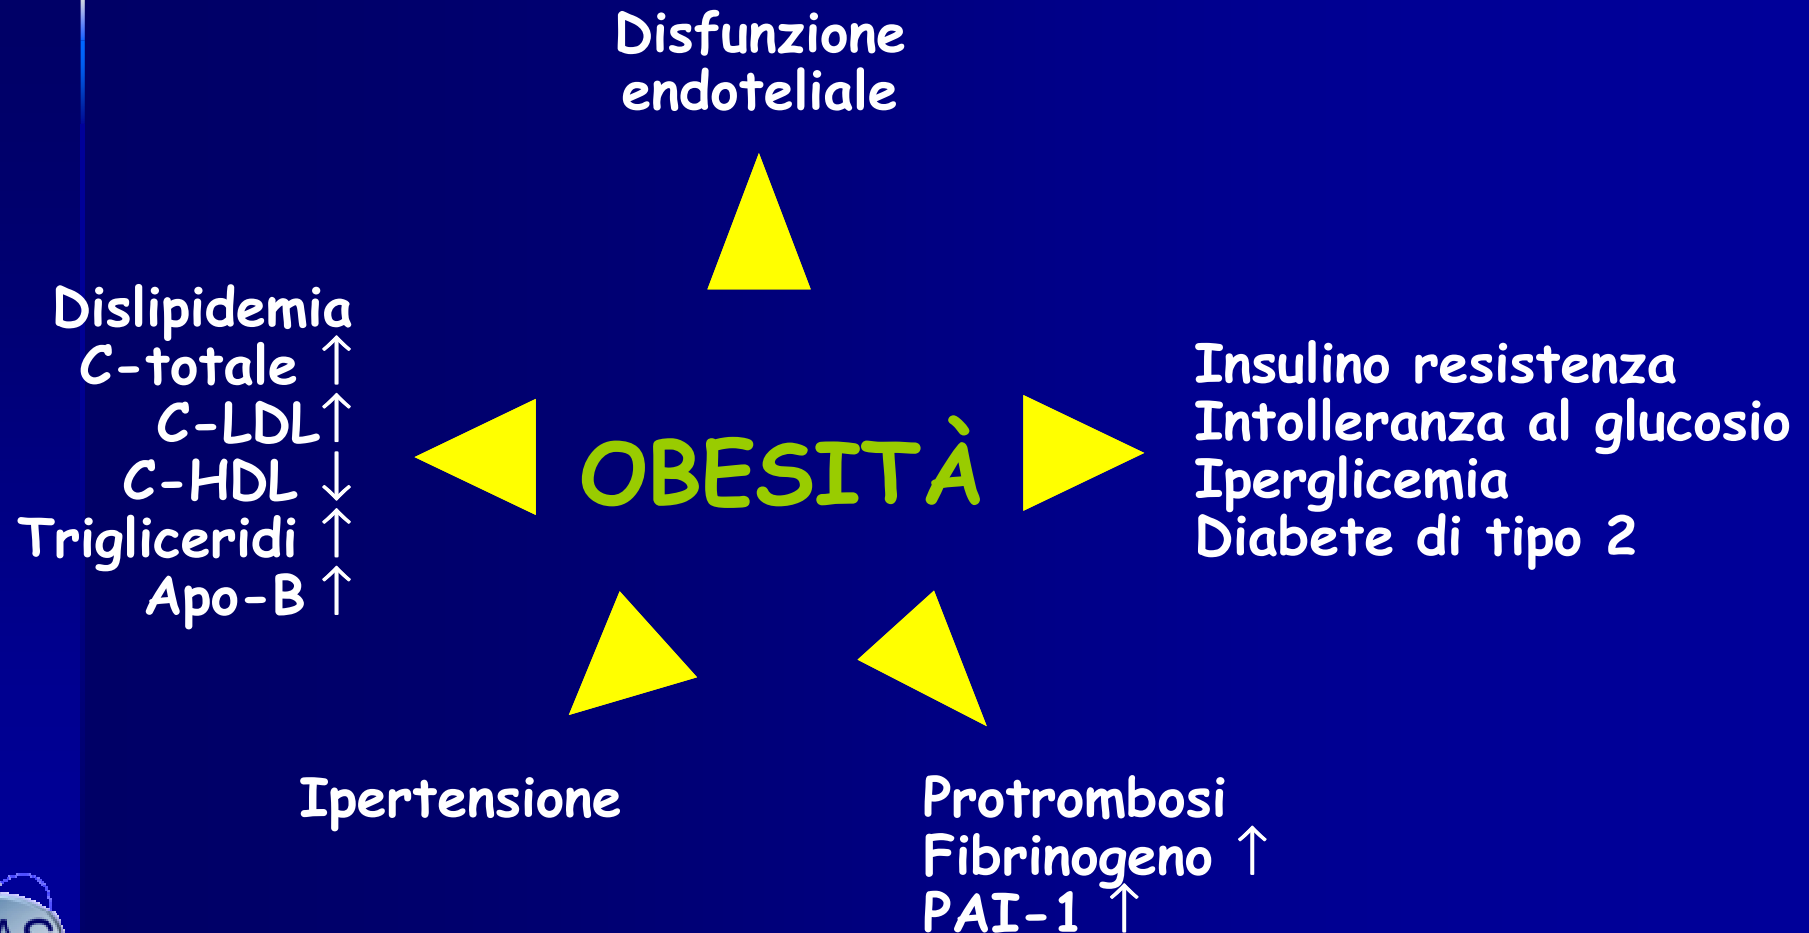 Disfunzione
endoteliale
Dislipidemia
C-totale ↑
C-LDL↑
C-HDL ↓
Trigliceridi ↑
Apo-B ↑
OBESITÀ
Insulino resistenza
Intolleranza al glucosio
Iperglicemia
Diabete di tipo 2
Ipertensione
Protrombosi
Fibrinogeno ↑
PAI-1 ↑